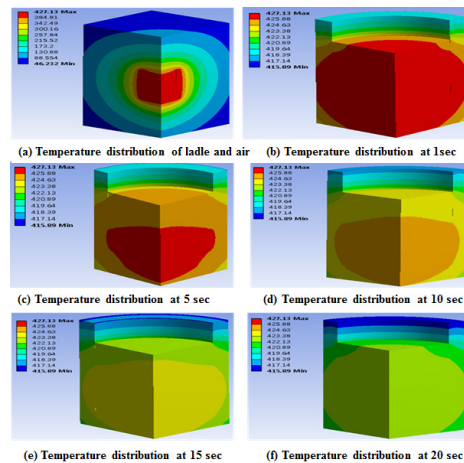 427.13 Max
384.81
342.49
300.16
257.84
215.52
173.2
130.88
88.554
46.232 Min
427.13 Max
425.88
424.63
423.38
422.13
420.89
419.64
418.39
417.14
415.89 Min
(a) Temperature distribution of ladle and air
(b) Temperature distribution at 1sec
427.13 Max
425.88
424.63
423.38
422.13
420.89
419.64
418.39
417.14
415.89 Min
427.13 Max
425.88
424.63
423.38
422.13
420.89
419.64
418.39
417.14
415.89 Min
(c) Temperature distribution at 5 sec
(d) Temperature distribution at 10 sec
427.13 Max
425.88
424.63
423.38
422.13
420.89
419.64
418.39
417.14
415.89 Min
427.13 Max
425.88
424.63
423.38
422.13
420.89
419.64
418.39
417.14
415.89 Min
(e) Temperature distribution at 15 sec
(f) Temperature distribution at 20 sec